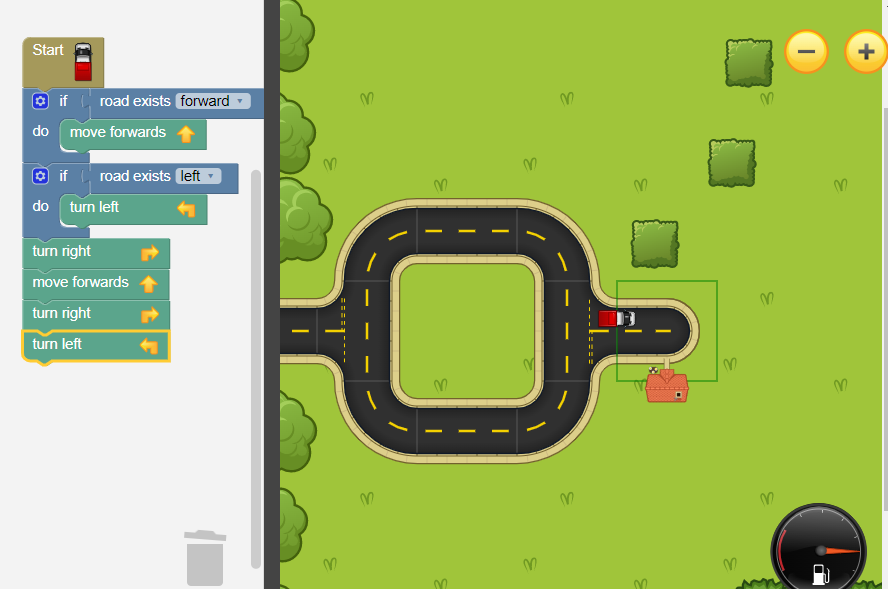 Start
if road exists forward
do move forwards
if road exists left
do turn left
turn right
move forwards
turn right
turn left